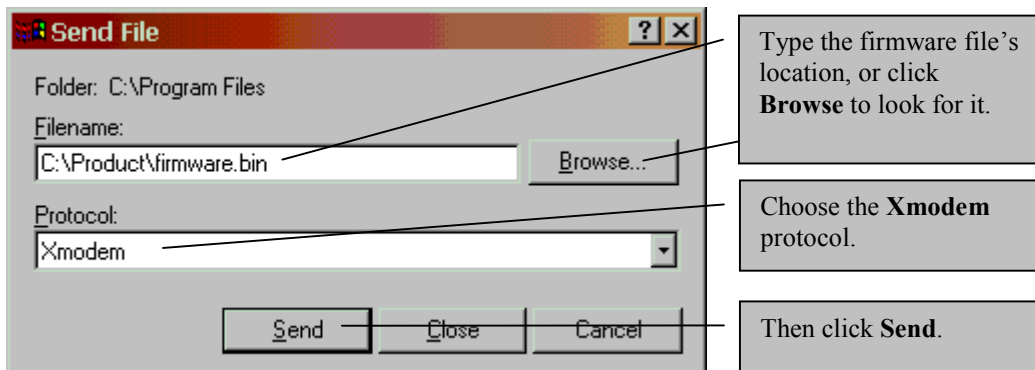 Send File
Folder: C:\Program Files
Filename:
C:\Product\firmware.bin
Browse...
Protocol:
Xmodem
Send
Close
Cancel
Type the firmware file’s
location, or click
Browse to look for it.
Choose the Xmodem
protocol.
Then click Send.